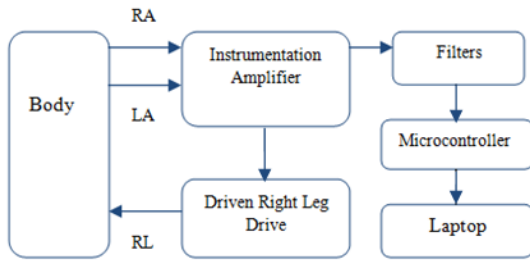 RA
Instrumentation
Amplifier
Filters
Body
LA
Microcontroller
Driven Right Leg
Drive
RL
Laptop